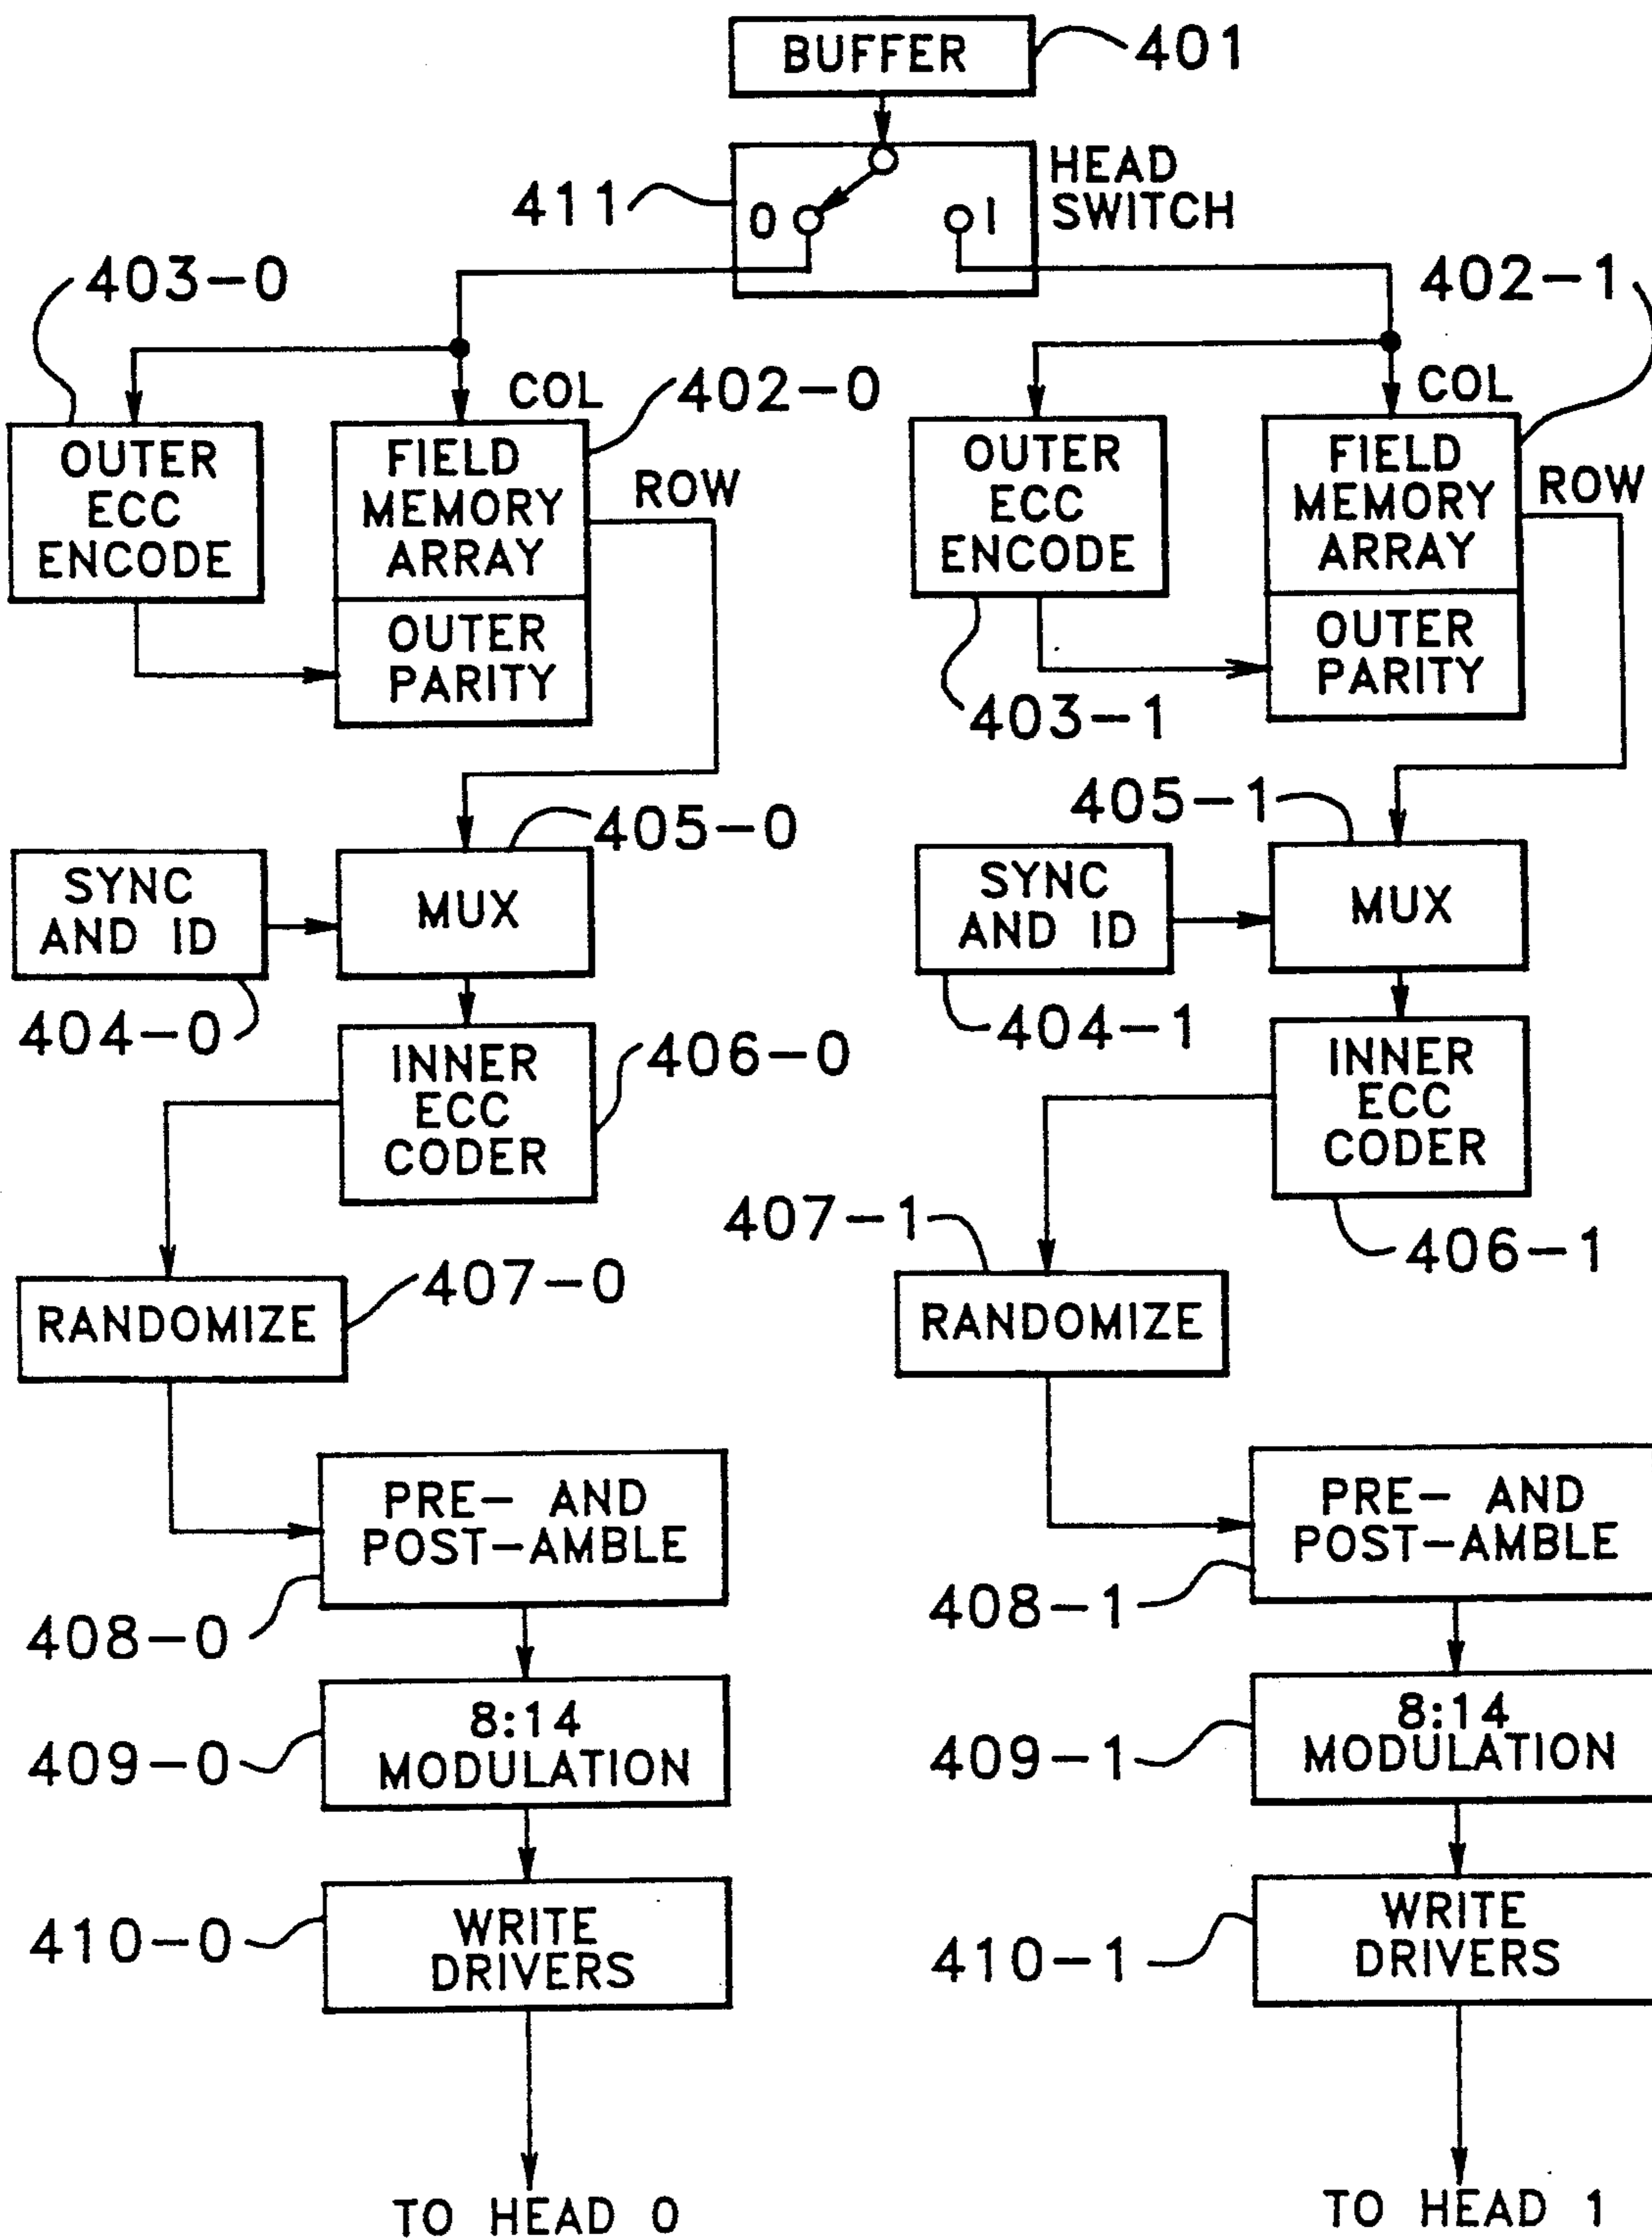 BUFFER
401
HEAD
SWITCH
411
0
1
403-0
402-1
COL
402-0
COL
OUTER
ECC
ENCODE
FIELD
MEMORY
ARRAY
ROW
OUTER
PARITY
OUTER
ECC
ENCODE
FIELD
MEMORY
ARRAY
ROW
OUTER
PARITY
403-1
405-0
405-1
SYNC
AND ID
MUX
SYNC
AND ID
MUX
404-0
404-1
INNER
ECC
CODER
406-0
INNER
ECC
CODER
406-1
407-0
407-1
RANDOMIZE
RANDOMIZE
PRE- AND
POST-AMBLE
PRE- AND
POST-AMBLE
408-0
408-1
8:14
MODULATION
8:14
MODULATION
409-0
409-1
WRITE
DRIVERS
WRITE
DRIVERS
410-0
410-1
TO HEAD 0
TO HEAD 1